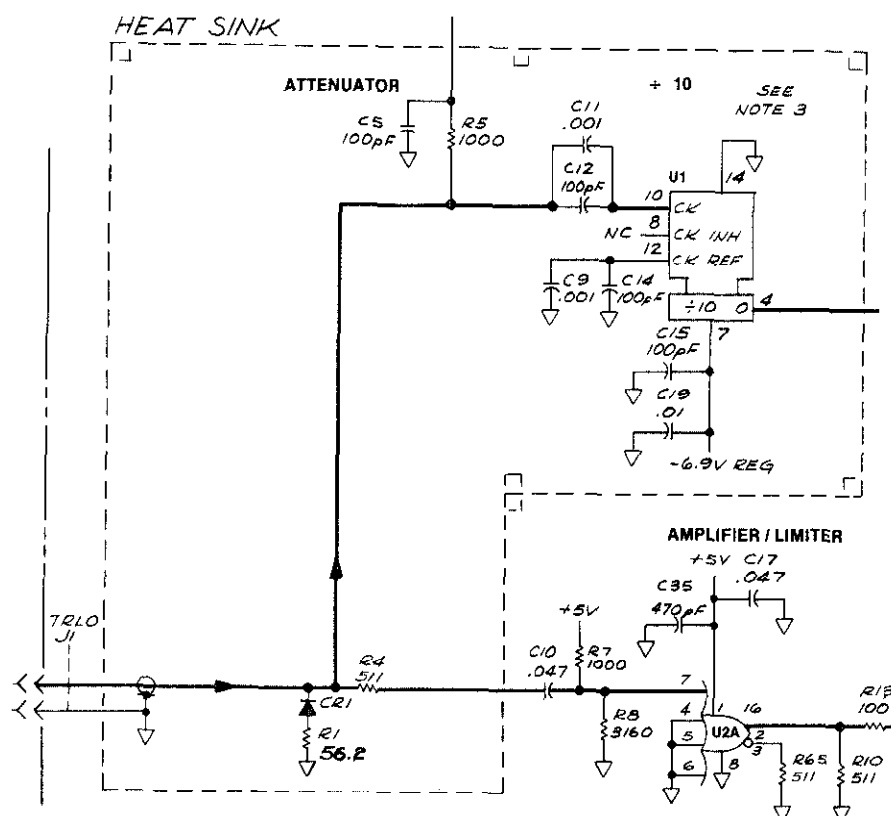 HEAT SINK
ATTENUATOR
÷ 10
SEE
NOTE 3
C5
100pF
R5
1000
C11
.001
C12
100pF
U1
14
10
CK
NC
8
CK INH
12
CK REF
C9
.001
C14
100pF
÷10
0
4
7
C15
100pF
C19
.01
-6.9V REG
AMPLIFIER / LIMITER
+5V
C17
.047
C35
470pF
TRLO
J1
R4
511
C10
.047
+5V
R7
1000
7
CR1
R1
56.2
R8
3160
4
5
6
1
16
U2A
2
3
8
R65
511
R10
511
100